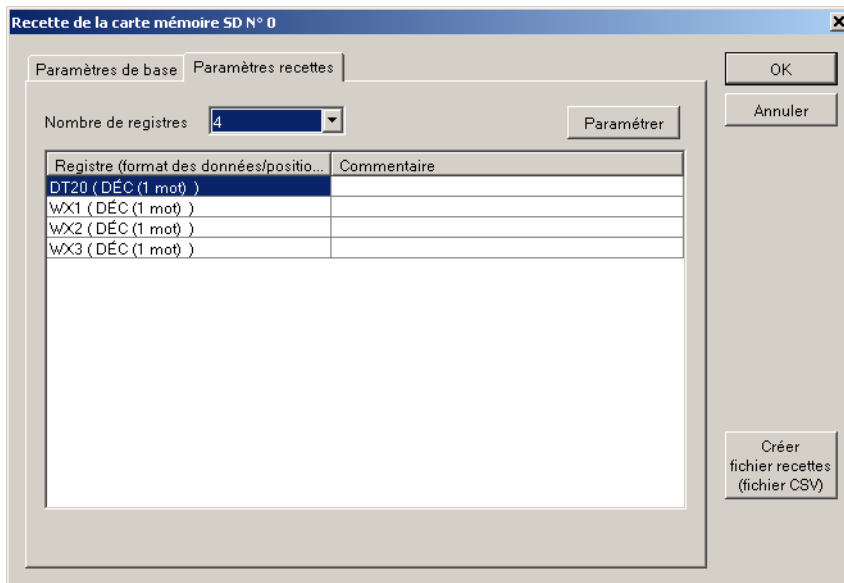 Recette de la carte mémoire SD N° 0
Paramètres de base
Paramètres recettes
OK
Annuler
Nombre de registres
4
Paramétrer
Registre (format des données/positio...
Commentaire
DT20 ( DÉC (1 mot) )
WX1 ( DÉC (1 mot) )
WX2 ( DÉC (1 mot) )
WX3 ( DÉC (1 mot) )
Créer
fichier recettes
(fichier CSV)